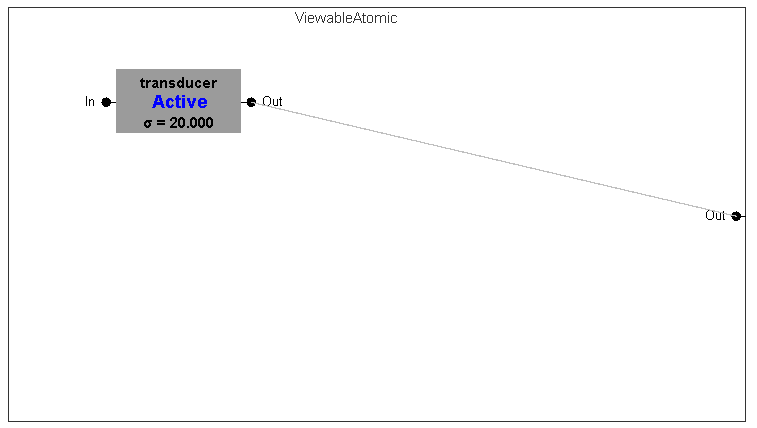 ViewableAtomic
transducer
In
Active
Out
σ = 20.000
Out